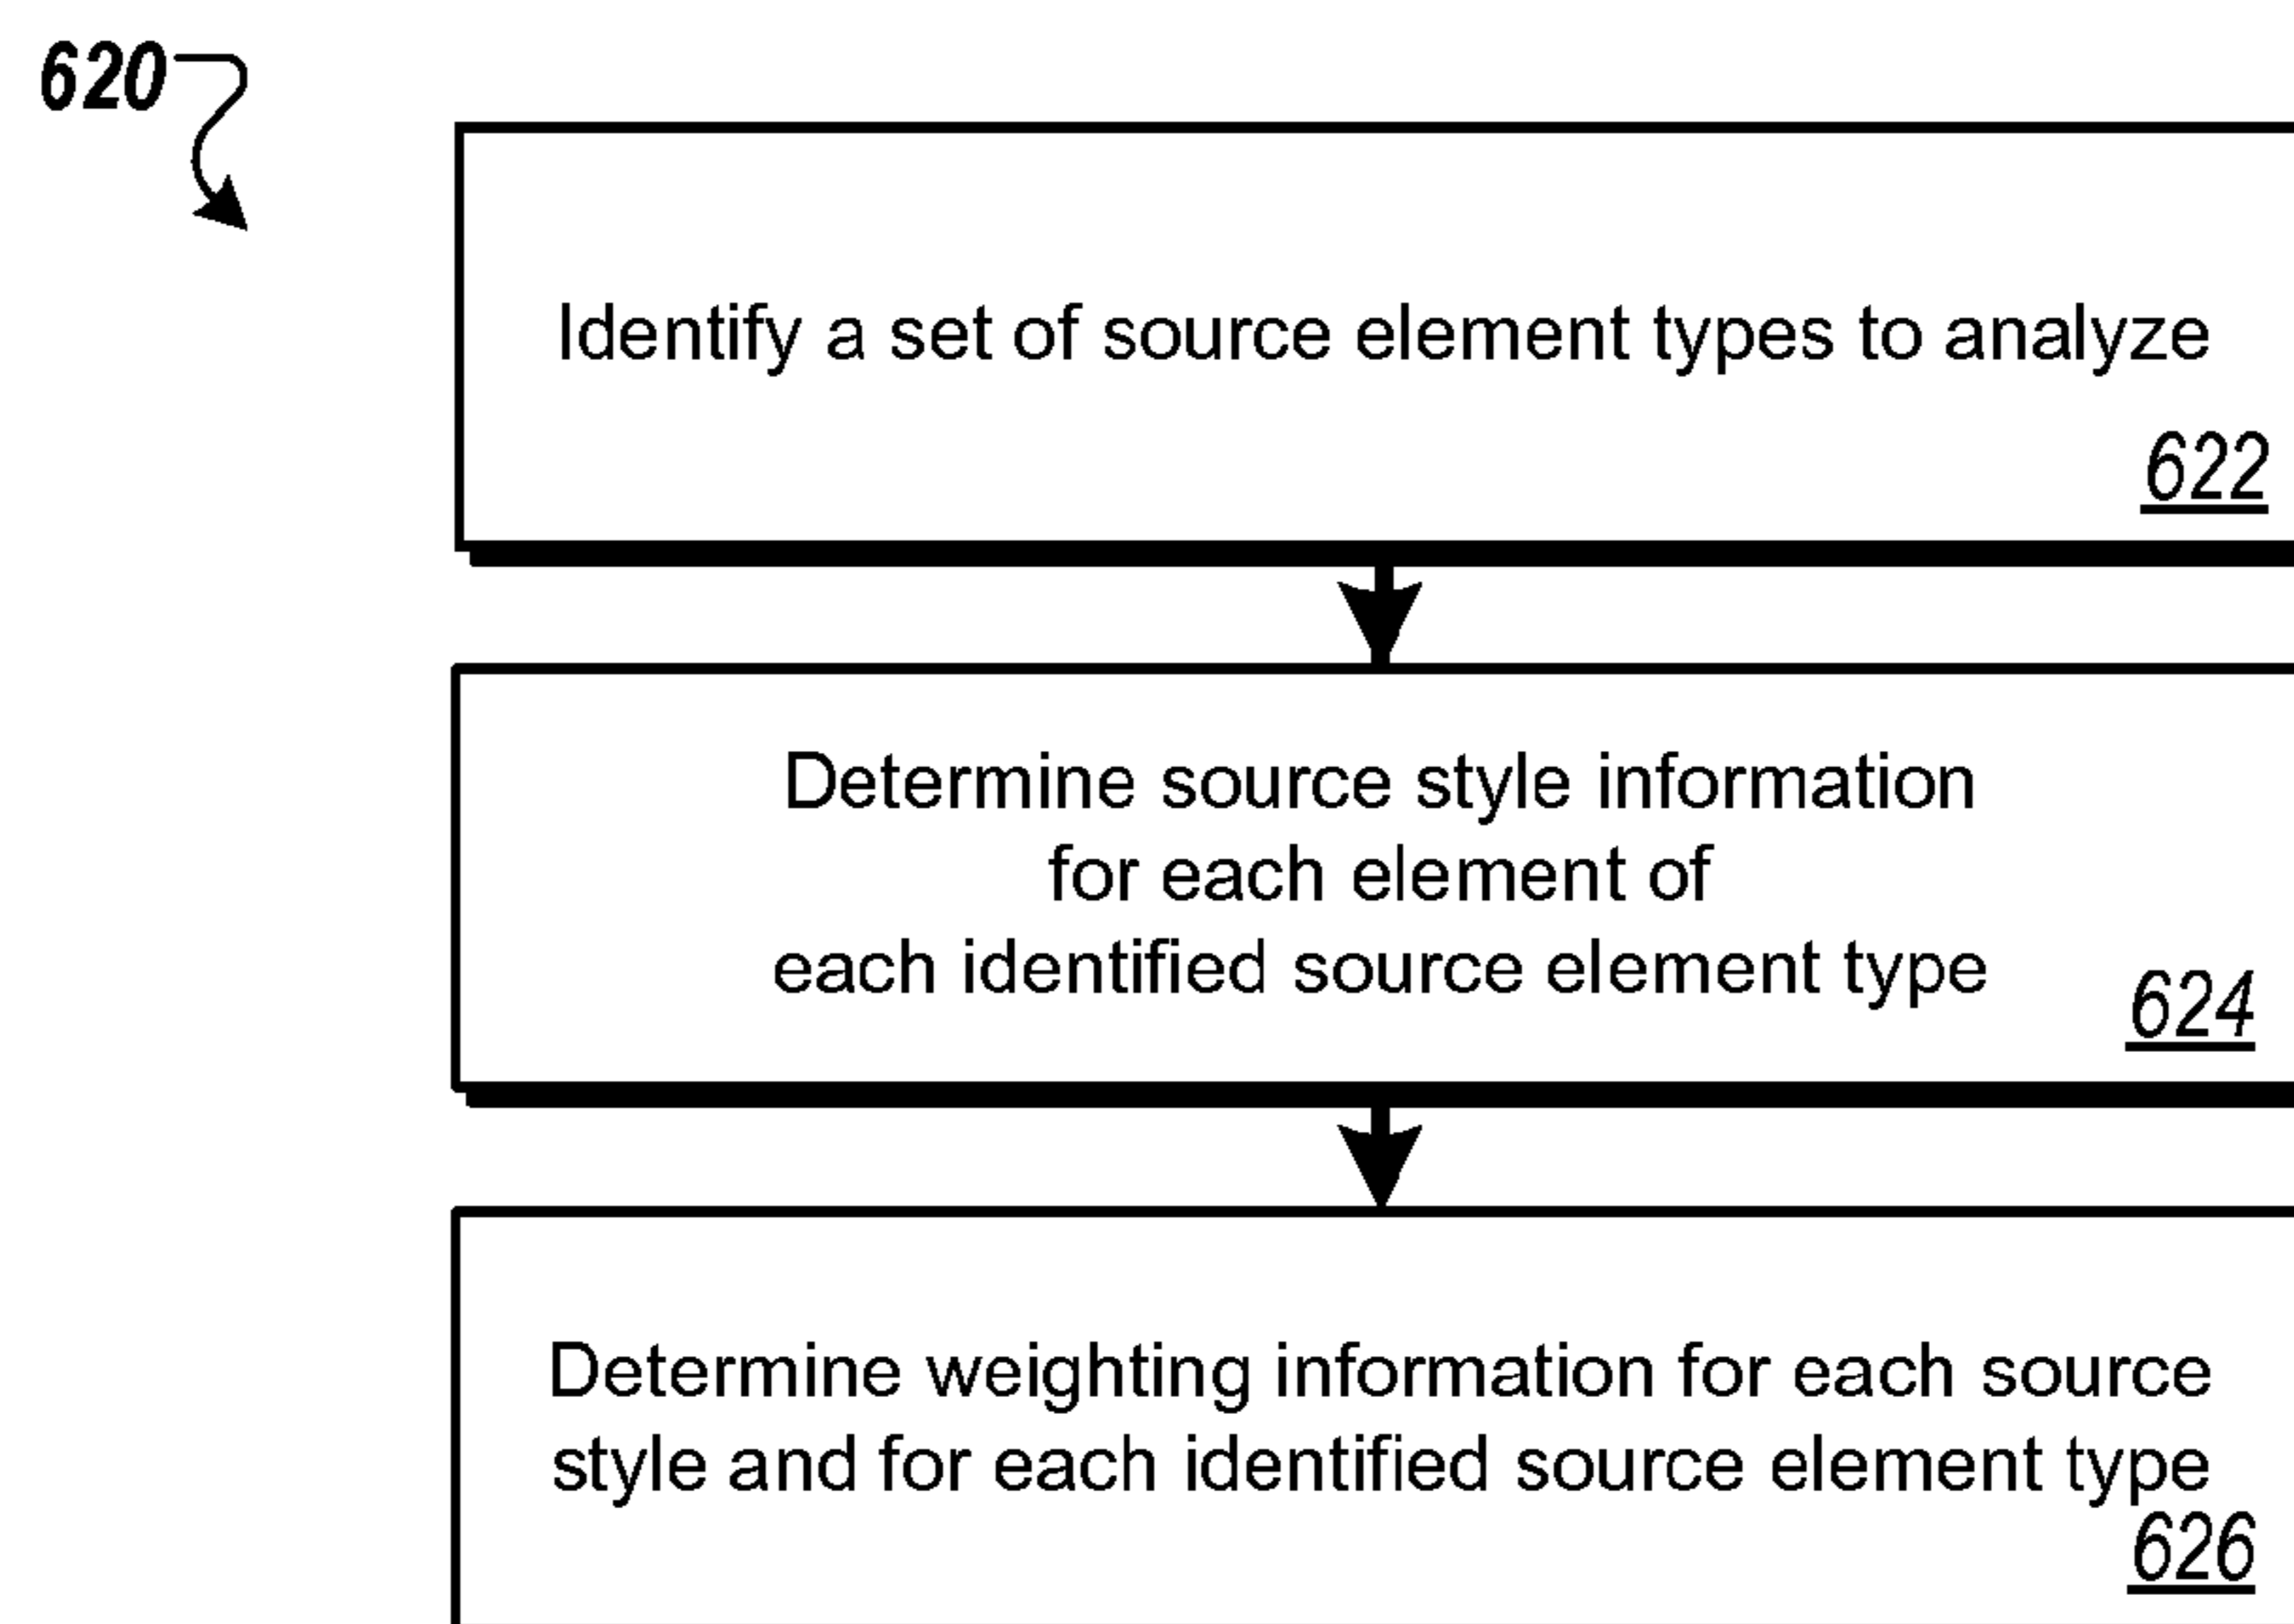 620
Identify a set of source element types to analyze
622
Determine source style information
for each element of
each identified source element type
624
Determine weighting information for each source
style and for each identified source element type
626